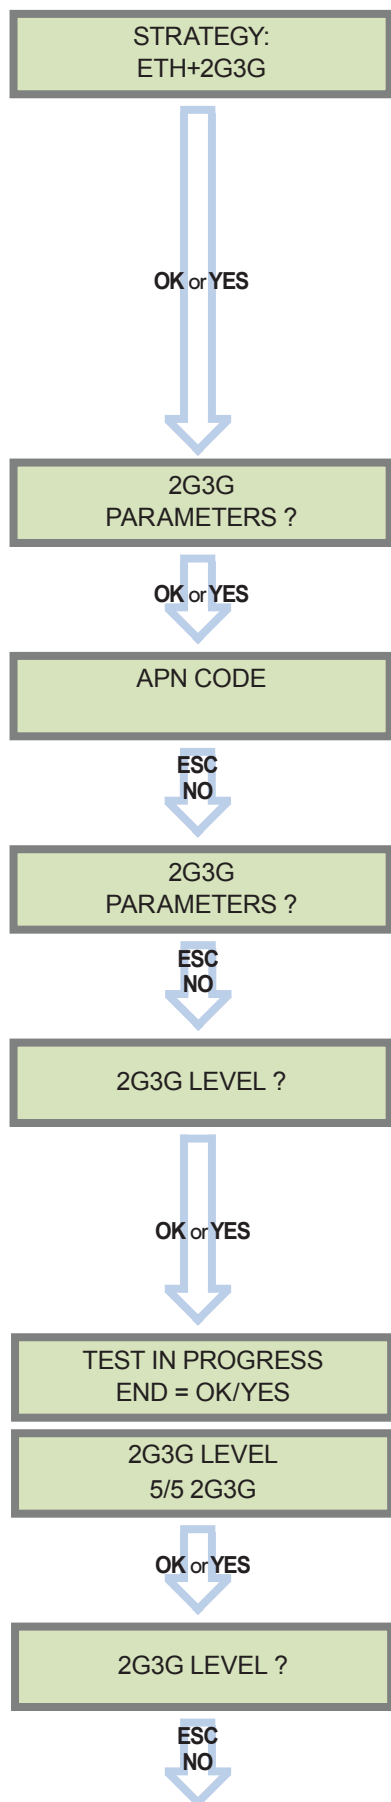 STRATEGY:
ETH+2G3G
OK or YES
2G3G
PARAMETERS ?
OK or YES
APN CODE
ESC
NO
2G3G
PARAMETERS ?
ESC
NO
2G3G LEVEL ?
OK or YES
TEST IN PROGRESS
END = OK/YES
2G3G LEVEL
5/5 2G3G
OK or YES
2G3G LEVEL ?
ESC
NO